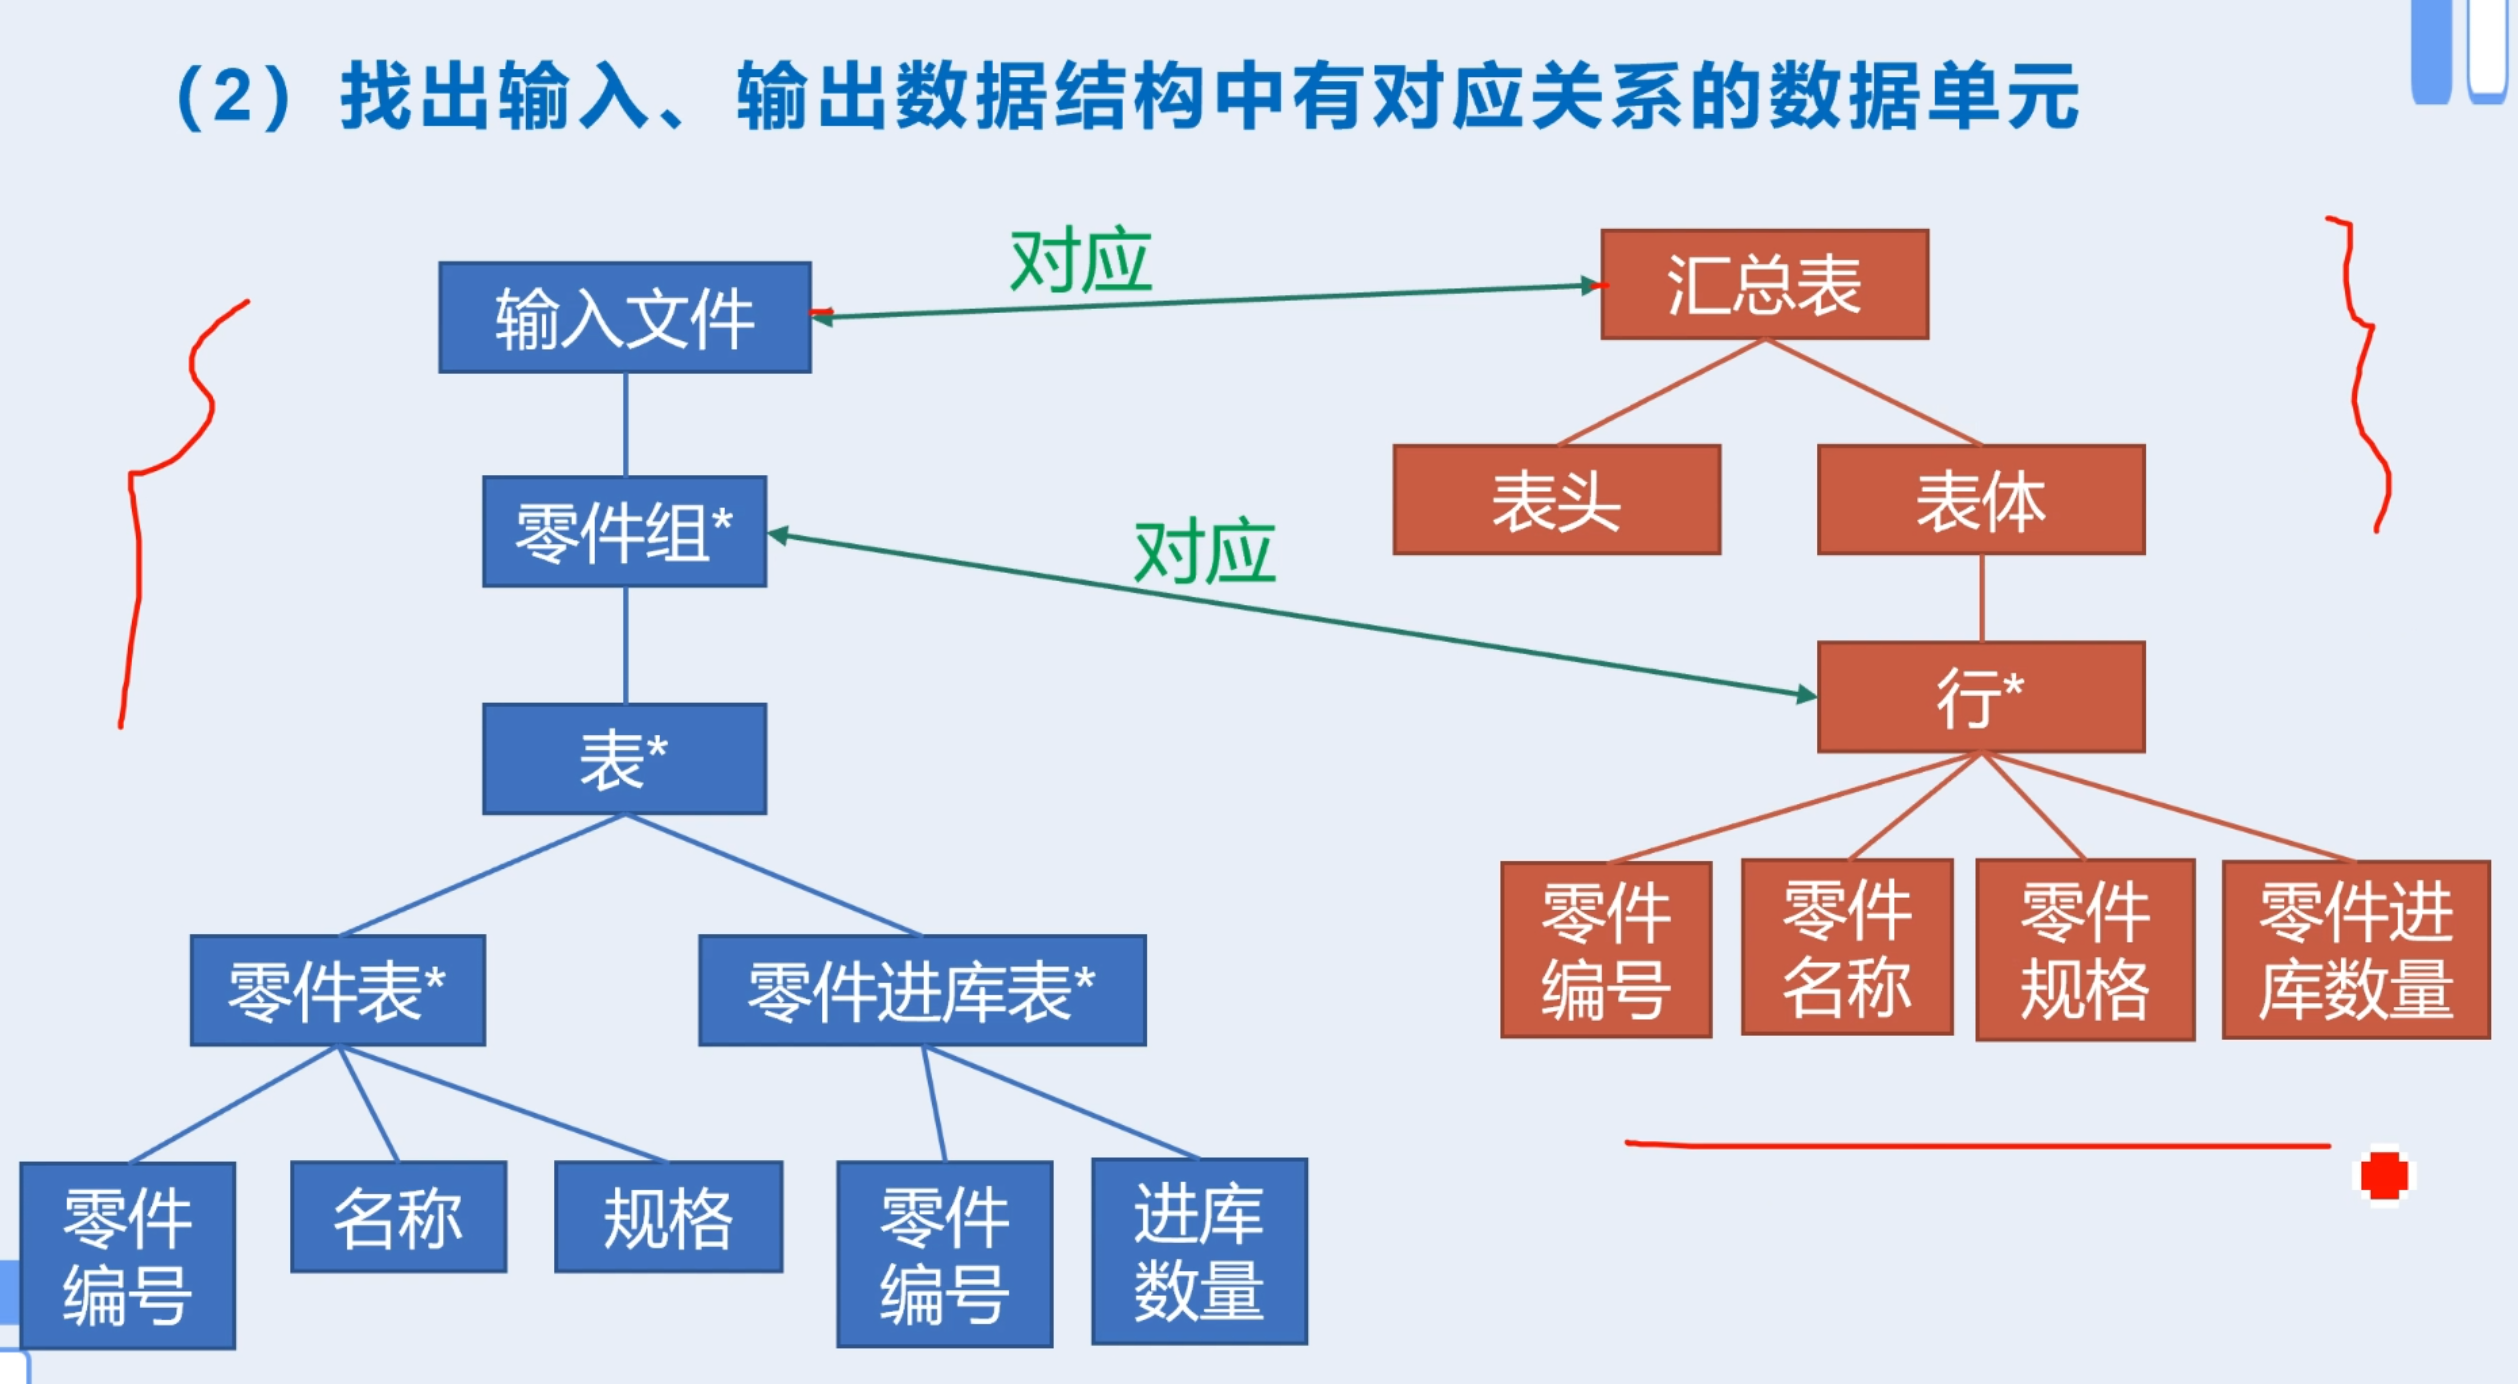 （2）找出输入、输出数据结构中有对应关系的数据单元
对应
输入文件
汇总表
零件组*
对应
表头
表体
表*
行*
零件表*
零件进库表*
零件
编号
零件
名称
零件
规格
零件进
库数量
零件
编号
名称
规格
零件
编号
进库
数量